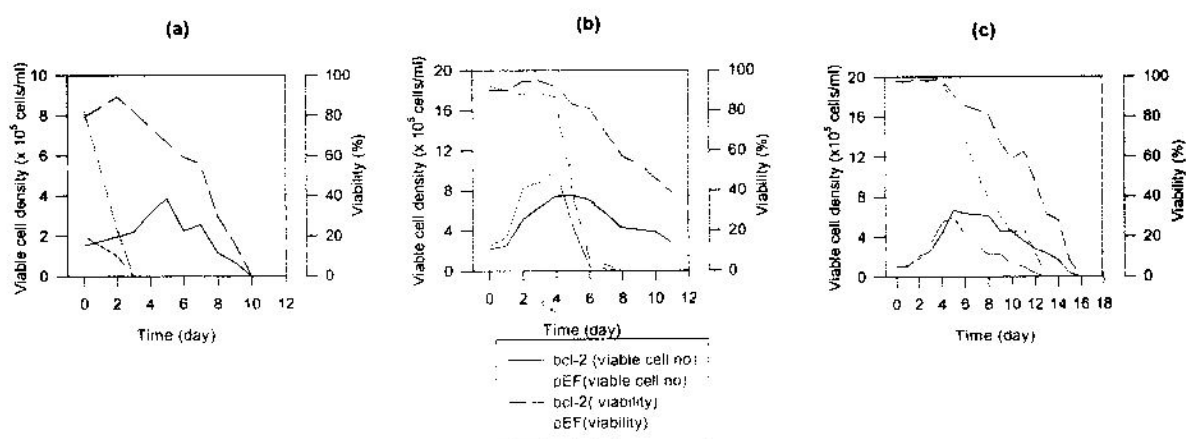 (a)
(b)
(c)
Viable cell density (x 10⁵ cells/ml)
10
8
6
4
2
0
100
80
60
40
20
0
Viability (%)
0 2 4 6 8 10 12
Time (day)
Viable cell density (x 10⁵ cells/ml)
20
16
12
8
4
0
100
80
60
40
20
0
Viability (%)
0 2 4 6 8 10 12
Time (day)
Viable cell density (x10⁵ cells/ml)
20
16
12
8
4
0
100
80
60
40
20
0
Viability (%)
0 2 4 6 8 10 12 14 16 18
Time (day)
bcl-2 (viable cell no)
pEF(viable cell no)
bcl-2( viability)
pEF(viability)